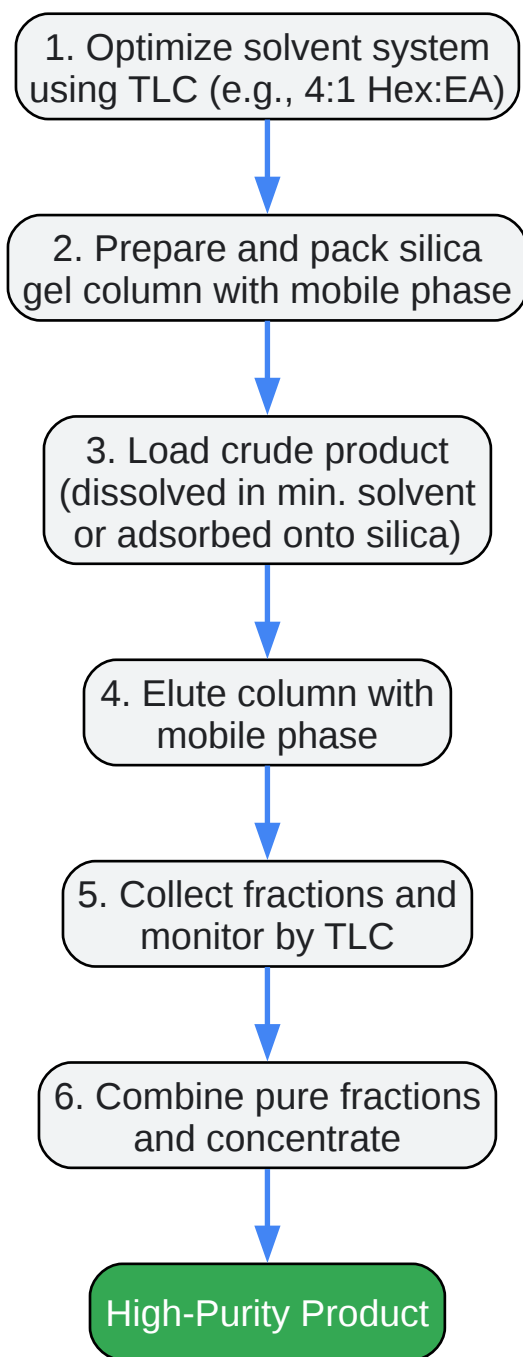 1. Optimize solvent system
using TLC (e.g., 4:1 Hex:EA)
2. Prepare and pack silica
gel column with mobile phase
3. Load crude product
(dissolved in min. solvent
or adsorbed onto silica)
4. Elute column with
mobile phase
5. Collect fractions and
monitor by TLC
6. Combine pure fractions
and concentrate
High-Purity Product